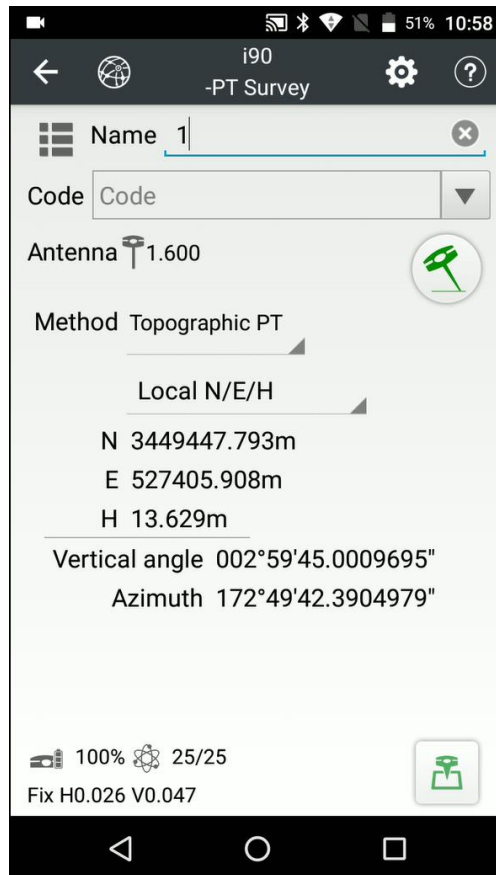 51% 10:58
i90
-PT Survey
?
Name 1
Code Code
Antenna 1.600
Method Topographic PT
Local N/E/H
N 3449447.793m
E 527405.908m
H 13.629m
Vertical angle 002°59'45.0009695"
Azimuth 172°49'42.3904979"
100% 25/25
Fix H0.026 V0.047